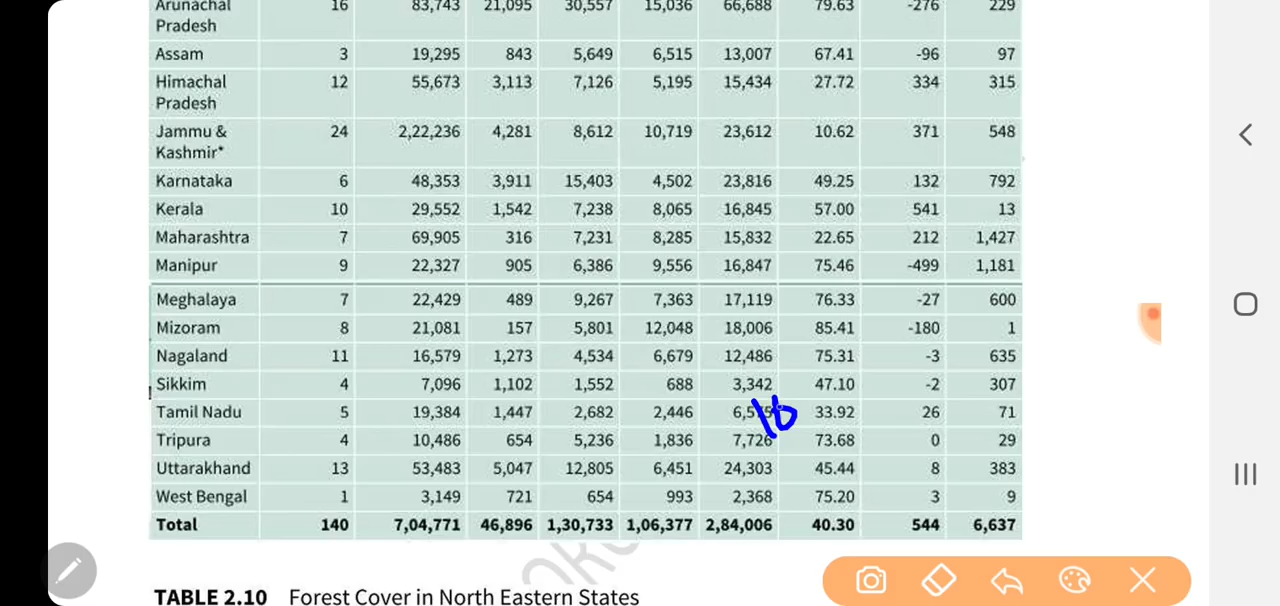 Arunachal 16 83,743 21,095 30,557 15,036 66,688 79.63 -276 229
Pradesh
Assam 3 19,295 843 5,649 6,515 13,007 67.41 -96 97
Himachal 12 55,673 3,113 7,126 5,195 15,434 27.72 334 315
Pradesh
Jammu & 24 2,22,236 4,281 8,612 10,719 23,612 10.62 371 548
Kashmir*
Karnataka 6 48,353 3,911 15,403 4,502 23,816 49.25 132 792
Kerala 10 29,552 1,542 7,238 8,065 16,845 57.00 541 13
Maharashtra 7 69,905 316 7,231 8,285 15,832 22.65 212 1,427
Manipur 9 22,327 905 6,386 9,556 16,847 75.46 -499 1,181
Meghalaya 7 22,429 489 9,267 7,363 17,119 76.33 -27 600
Mizoram 8 21,081 157 5,801 12,048 18,006 85.41 -180 1
Nagaland 11 16,579 1,273 4,534 6,679 12,486 75.31 -3 635
Sikkim 4 7,096 1,102 1,552 688 3,342 47.10 -2 307
Tamil Nadu 5 19,384 1,447 2,682 2,446 33.92 26 71
Tripura 4 10,486 654 5,236 1,836 7,726 73.68 0 29
Uttarakhand 13 53,483 5,047 12,805 6,451 24,303 45.44 8 383
West Bengal 1 3,149 721 654 993 2,368 75.20 3 9
Total 140 7,04,771 46,896 1,30,733 1,06,377 2,84,006 40.30 544 6,637
TABLE 2.10 Forest Cover in North Eastern States